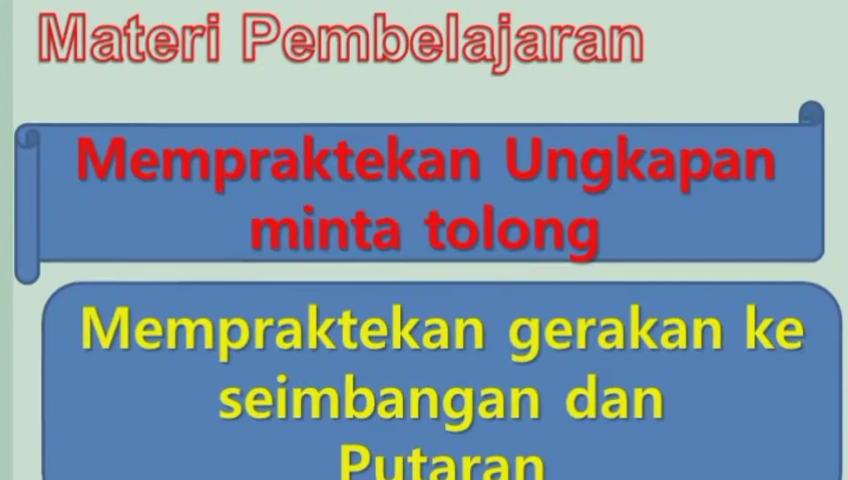 Materi Pembelajaran
Mempraktekan Ungkapan
minta tolong
Mempraktekan gerakan ke
seimbangan dan
Putaran